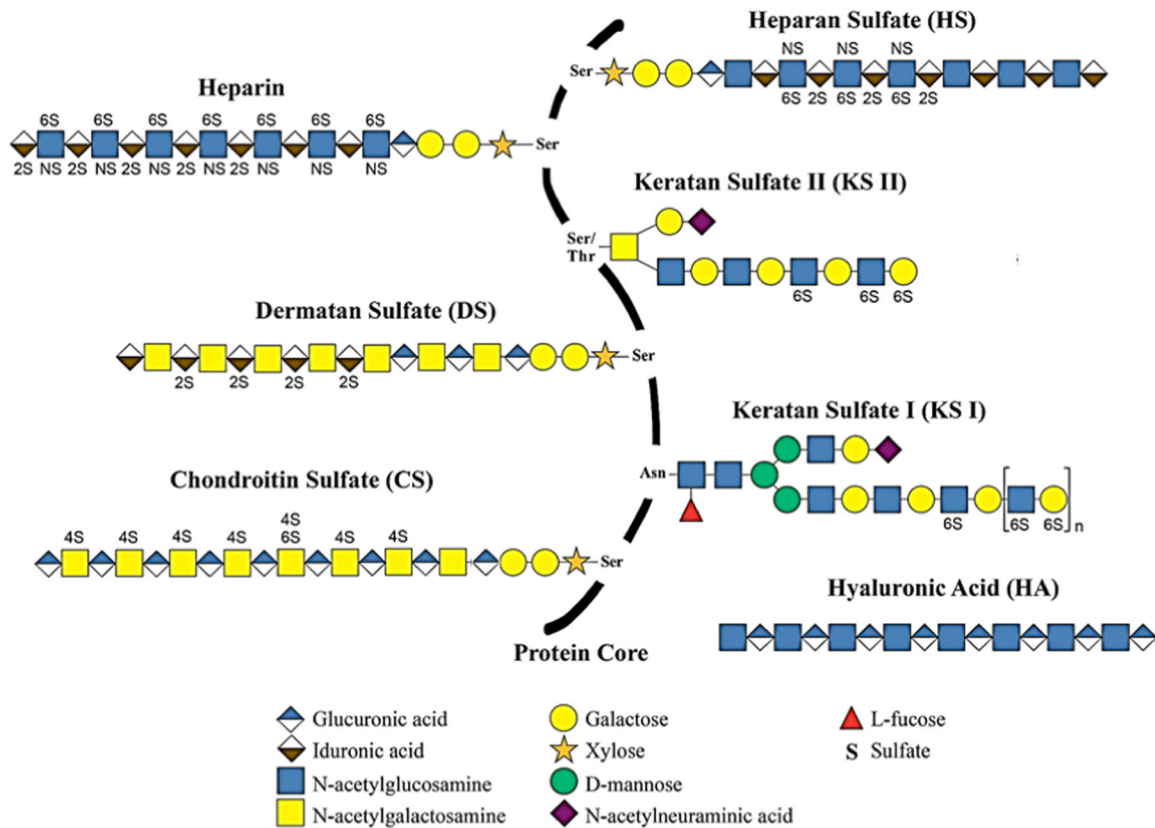 Heparan Sulfate (HS)
NS NS NS
Ser
6S 2S 6S 2S 6S 2S
Heparin
6S 6S 6S 6S 6S 6S 6S
Ser
2S NS 2S NS 2S NS 2S NS 2S NS NS NS
Keratan Sulfate II (KS II)
Ser/
Thr
6S 6S 6S
Dermatan Sulfate (DS)
Ser
2S 2S 2S 2S
Keratan Sulfate I (KS I)
Asn
6S 6S 6S n
Chondroitin Sulfate (CS)
4S
4S 4S 4S 4S 6S 4S 4S
Ser
Hyaluronic Acid (HA)
Protein Core
Glucuronic acid
Iduronic acid
N-acetylglucosamine
N-acetylgalactosamine
Galactose
Xylose
D-mannose
N-acetylneuraminic acid
L-fucose
S Sulfate